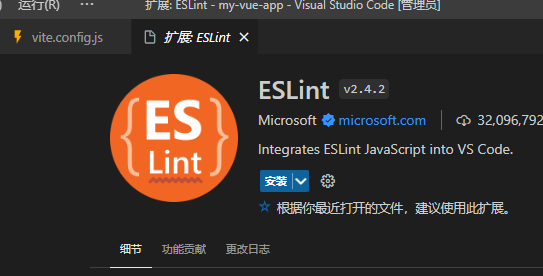 运行(R) ··· 扩展: ESLint - my-vue-app - Visual Studio Code [管理员]
vite.config.js 扩展: ESLint
ES
Lint
ESLint v2.4.2
Microsoft microsoft.com 32,096,792
Integrates ESLint JavaScript into VS Code.
安装
根据你最近打开的文件，建议使用此扩展。
细节 功能贡献 更改日志